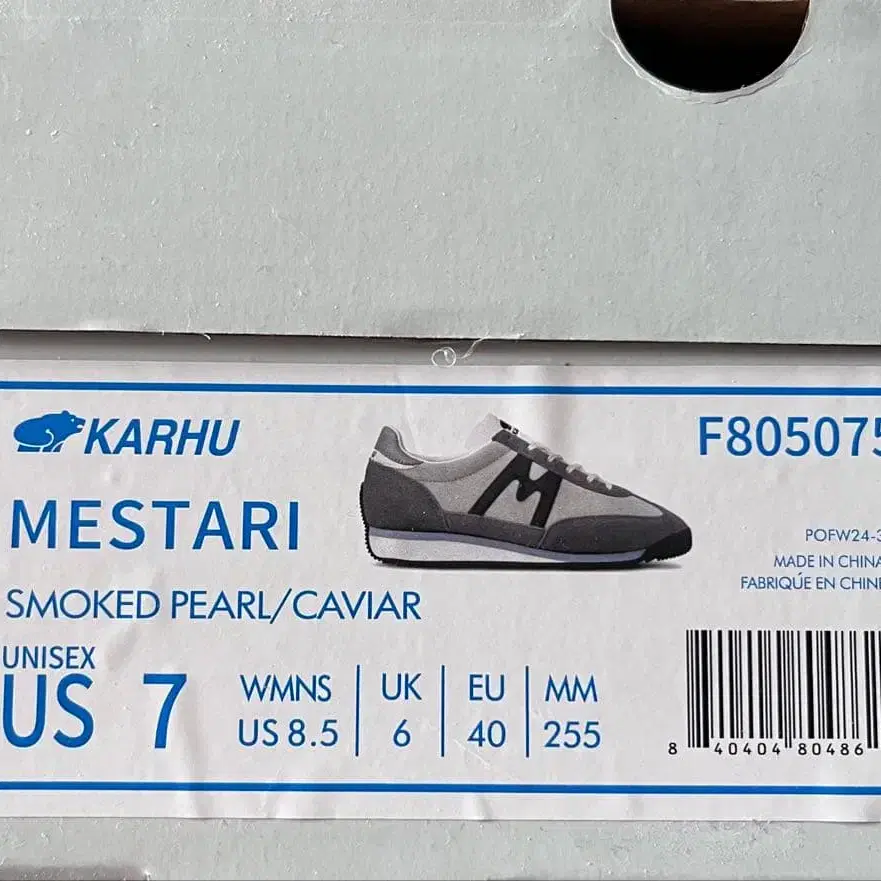 KARHU
F805075
MESTARI
POFW24-3
MADE IN CHINA
FABRIQÚE EN CHINE
SMOKED PEARL/CAVIAR
UNISEX
US 7
WMNS UK EU MM
US 8.5 6 40 255
8 40404 80486